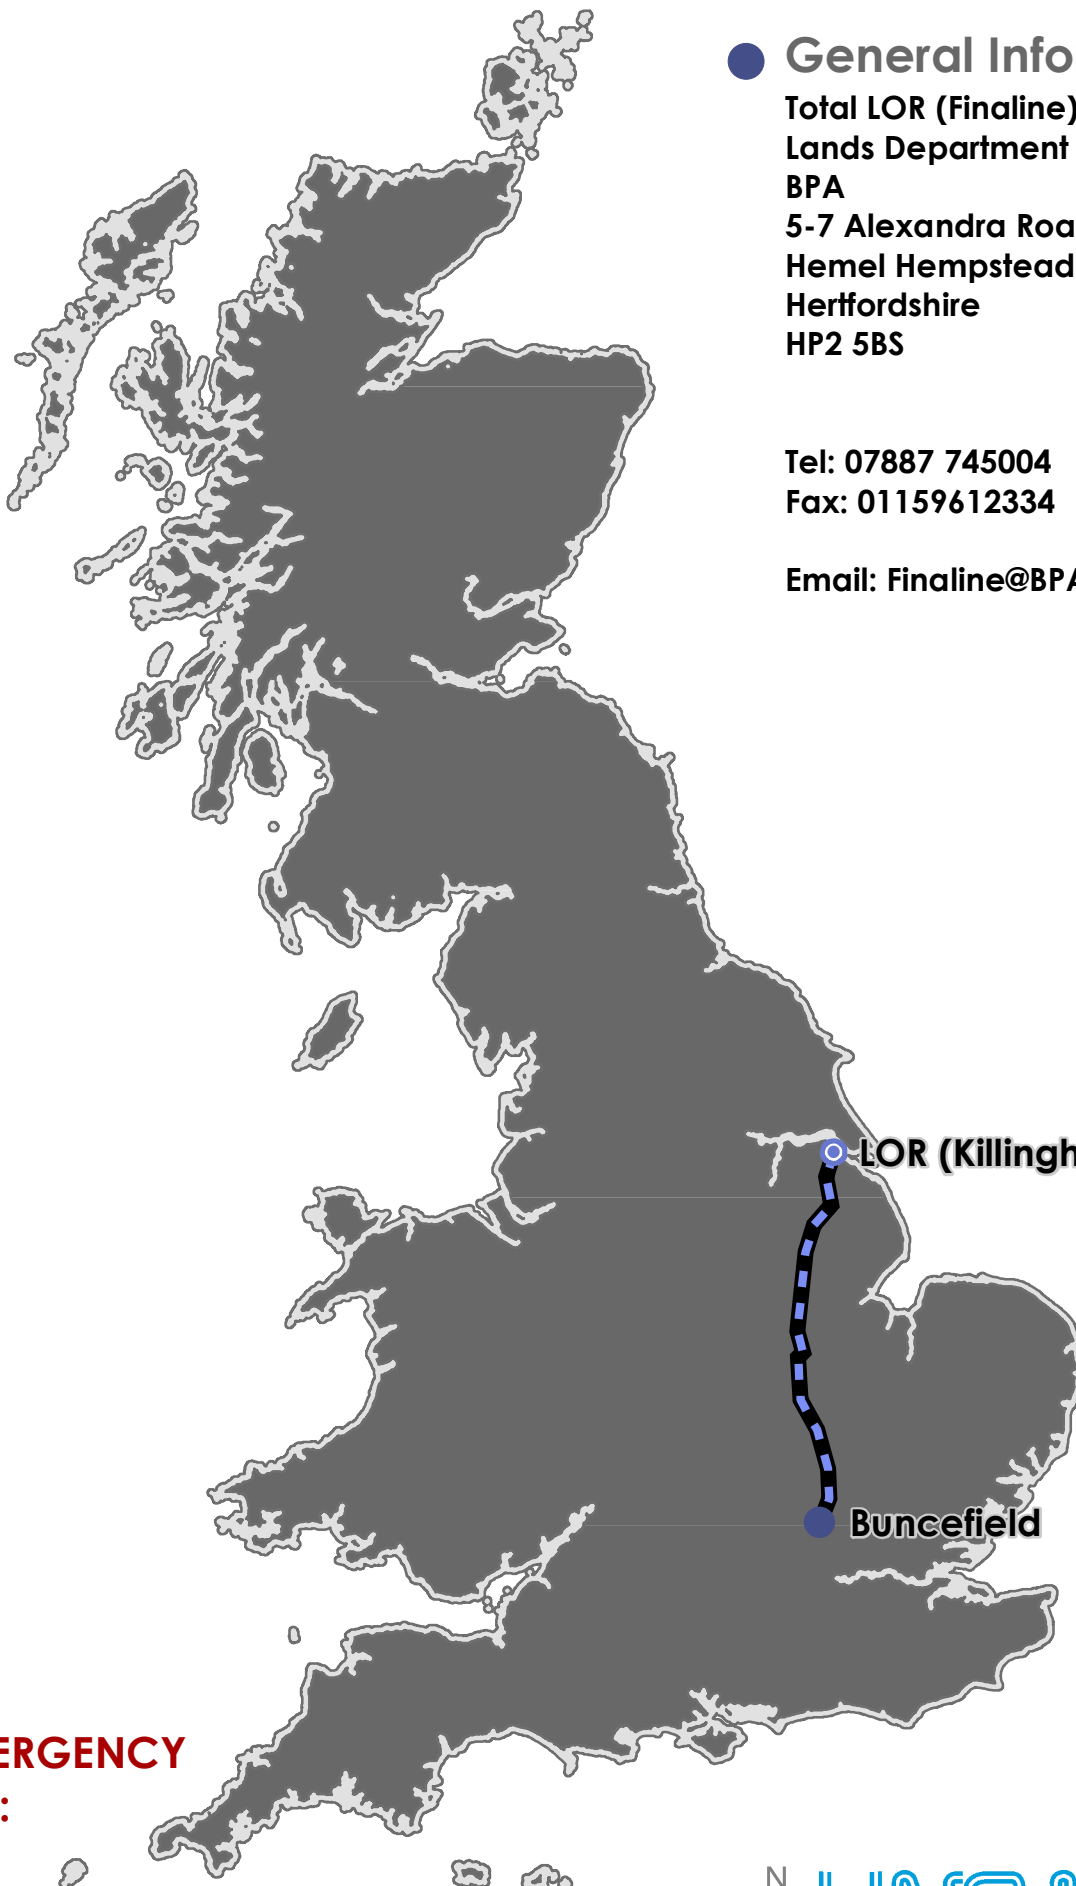 General Info
Total LOR (Finaline)
Lands Department
BPA
5-7 Alexandra Roa
Hemel Hempstead
Hertfordshire
HP2 5BS
Tel: 07887 745004
Fax: 01159612334
Email: Finaline@BPA
LOR (Killingh
Buncefield
ERGENCY
:
N